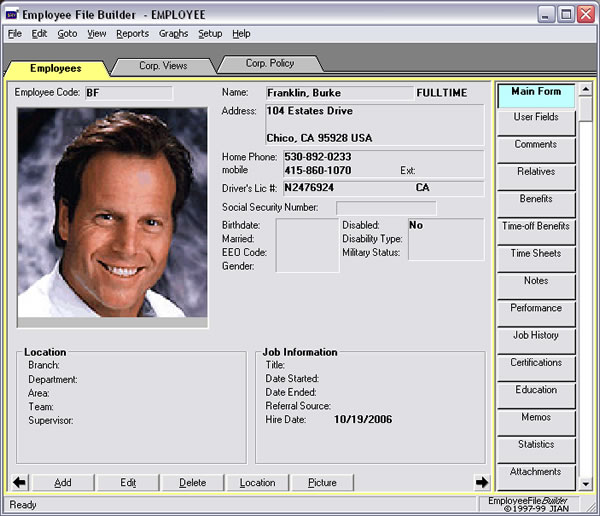 Employee File Builder - EMPLOYEE
File Edit Goto View Reports Graphs Setup Help
Employees Corp. Views Corp. Policy
Employee Code: BF
Name: Franklin, Burke FULLTIME
Address: 104 Estates Drive
Chico, CA 95928 USA
Home Phone: 530-892-0233
mobile 415-860-1070 Ext:
Driver's Lic #: N2476924 CA
Social Security Number:
Birthdate: Disabled: No
Married: Disability Type:
EEO Code: Military Status:
Gender:
Location
Branch:
Department:
Area:
Team:
Supervisor:
Job Information
Title:
Date Started:
Date Ended:
Referral Source:
Hire Date: 10/19/2006
Main Form
User Fields
Comments
Relatives
Benefits
Time-off Benefits
Time Sheets
Notes
Performance
Job History
Certifications
Education
Memos
Statistics
Attachments
Add Edit Delete Location Picture
Ready
EmployeeFileBuilder
©1997-99 JIAN